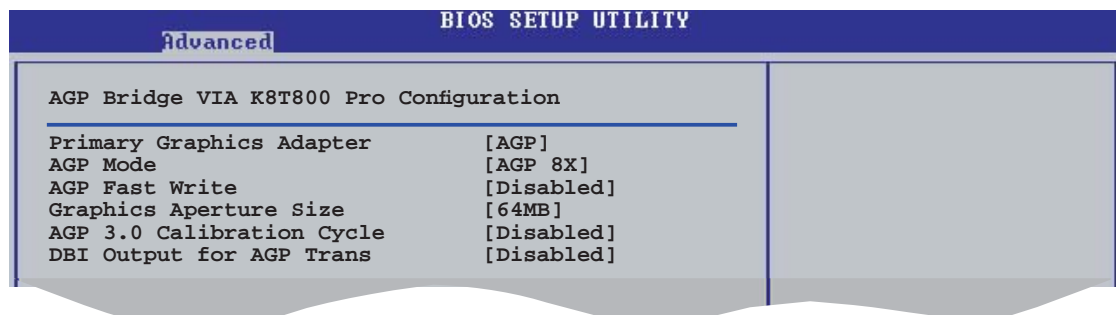 BIOS SETUP UTILITY
Advanced
AGP Bridge VIA K8T800 Pro Configuration
Primary Graphics Adapter [AGP]
AGP Mode [AGP 8X]
AGP Fast Write [Disabled]
Graphics Aperture Size [64MB]
AGP 3.0 Calibration Cycle [Disabled]
DBI Output for AGP Trans [Disabled]